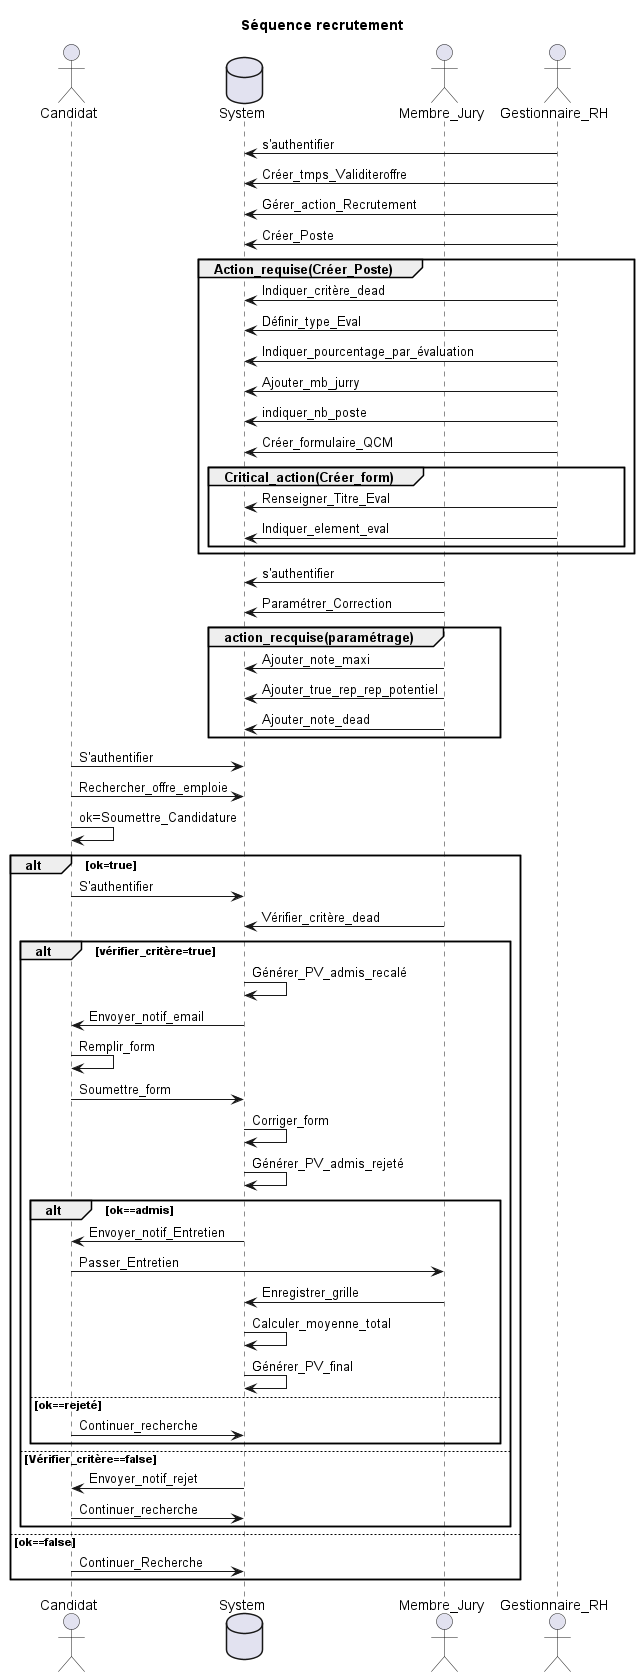 Séquence recrutement
Candidat
System
Membre_Jury
Gestionnaire_RH
s'authentifier
Créer_tmps_Validiteroffre
Gérer_action_Recrutement
Créer_Poste
Action_requise(Créer_Poste)
Indiquer_critère_dead
Définir_type_Eval
Indiquer_pourcentage_par_évaluation
Ajouter_mb_jurry
indiquer_nb_poste
Créer_formulaire_QCM
Critical_action(Créer_form)
Renseigner_Titre_Eval
Indiquer_element_eval
s'authentifier
Paramétrer_Correction
action_recquise(paramétrage)
Ajouter_note_maxi
Ajouter_true_rep_rep_potentiel
Ajouter_note_dead
S'authentifier
Rechercher_offre_emploie
ok=Soumettre_Candidature
alt [ok=true]
S'authentifier
Vérifier_critère_dead
alt [vérifier_critère=true]
Générer_PV_admis_recalé
Envoyer_notif_email
Remplir_form
Soumettre_form
Corriger_form
Générer_PV_admis_rejeté
alt [ok==admis]
Envoyer_notif_Entretien
Passer_Entretien
Enregistrer_grille
Calculer_moyenne_total
Générer_PV_final
[ok==rejeté]
Continuer_recherche
[Vérifier_critère==false]
Envoyer_notif_rejet
Continuer_recherche
[ok==false]
Continuer_Recherche
Candidat
System
Membre_Jury
Gestionnaire_RH